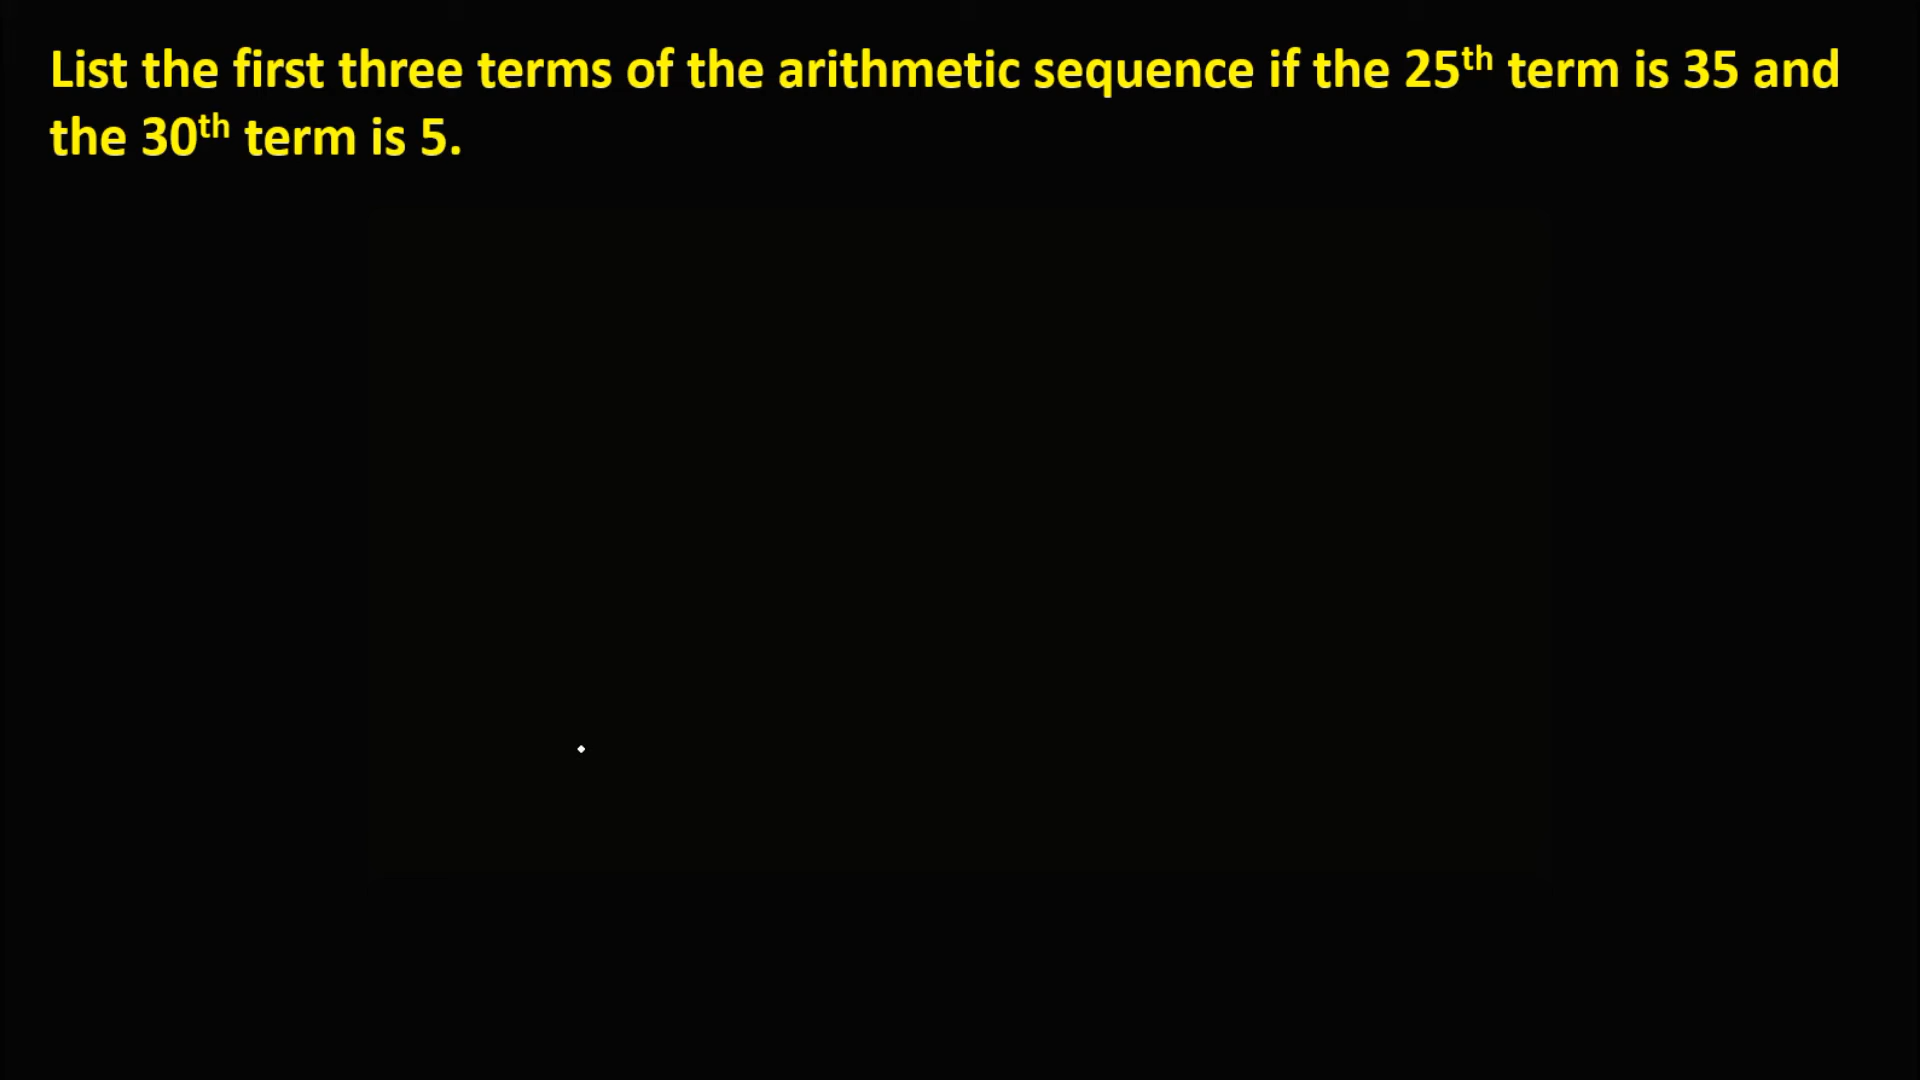 List the first three terms of the arithmetic sequence if the 25th term is 35 and
the 30th term is 5.